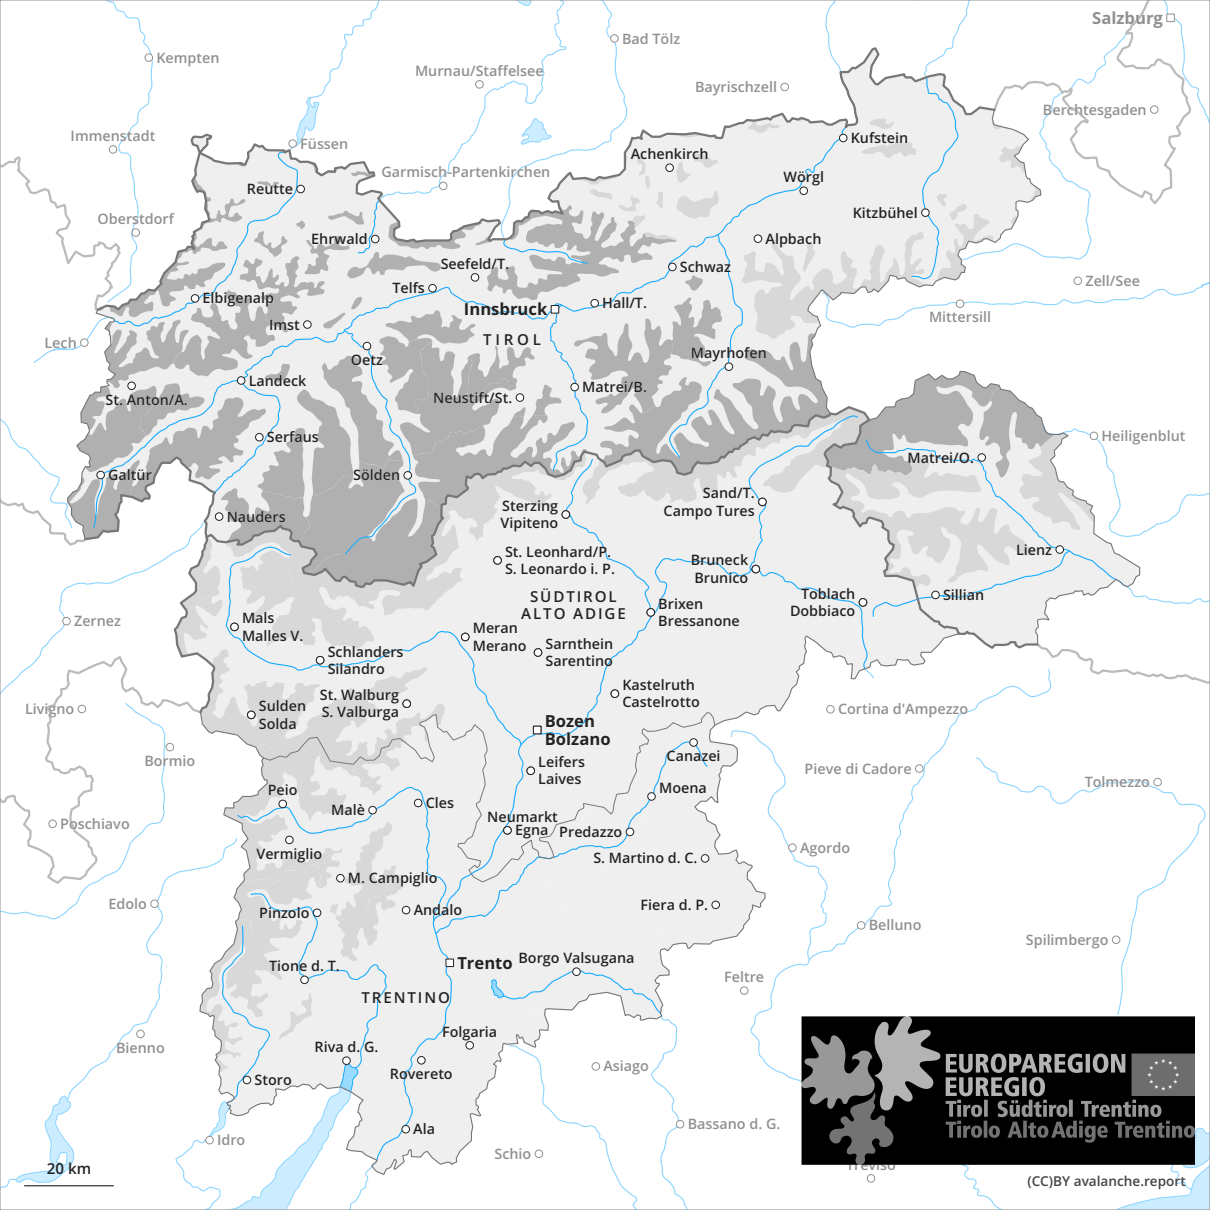 Salzburg
Bad Tölz
Kempten
Murnau/Staffelsee
Bayrischzell
Berchtesgaden
Immenstadt
Füssen
Kufstein
Achenkirch
Garmisch-Partenkirchen
Wörgl
Reutte
Oberstdorf
Kitzbühel
Ehrwald
Alpbach
Seefeld/T.
Schwaz
Zell/See
Telfs
Elbigenalp
Hall/T.
Innsbruck
Mittersill
Imst
TIROL
Lech
Mayrhofen
Oetz
Landeck
Matrei/B.
St. Anton/A.
Neustift/St.
Serfaus
Heiligenblut
Matrei/O.
Galtür
Sölden
Sand/T.
Campo Tures
Sterzing
Vipiteno
Nauders
St. Leonhard/P.
S. Leonardo i. P.
Lienz
Bruneck
Brunico
SÜDTIROL
ALTO ADIGE
Toblach
Dobbiaco
Sillian
Brixen
Bressanone
Zernez
Mals
Malles V.
Meran
Merano
Sarnthein
Sarentino
Schlanders
Silandro
Kastelruth
Castelrotto
St. Walburg
S. Valburga
Sulden
Solda
Livigno
Cortina d'Ampezzo
Bozen
Bolzano
Bormio
Canazei
Leifers
Laives
Pieve di Cadore
Tolmezzo
Peio
Moena
Malè
Cles
Neumarkt
Egna
Predazzo
Poschiavo
Vermiglio
S. Martino d. C.
Agordo
M. Campiglio
Edolo
Pinzolo
Andalo
Fiera d. P.
Belluno
Spilimbergo
Tione d. T.
Trento
Borgo Valsugana
Feltre
TRENTINO
Folgaria
Bienno
Riva d. G.
Rovereto
Asiago
Storo
EUROPAREGION
EUREGIO
Tirol Südtirol Trentino
Tirolo Alto Adige Trentino
Ala
Bassano d. G.
Idro
Schio
Treviso
20 km
(CC)BY avalanche.report